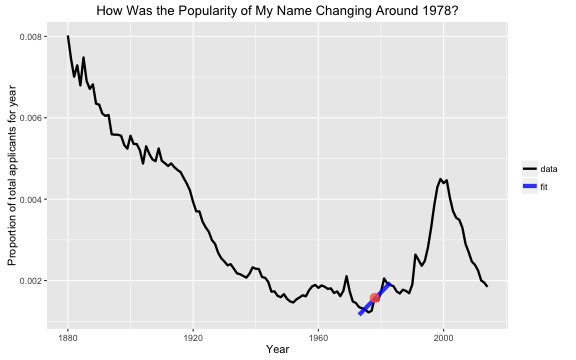 How Was the Popularity of My Name Changing Around 1978?
Proportion of total applicants for year
0.008
0.006
0.004
0.002
1880
1920
1960
2000
Year
data
fit